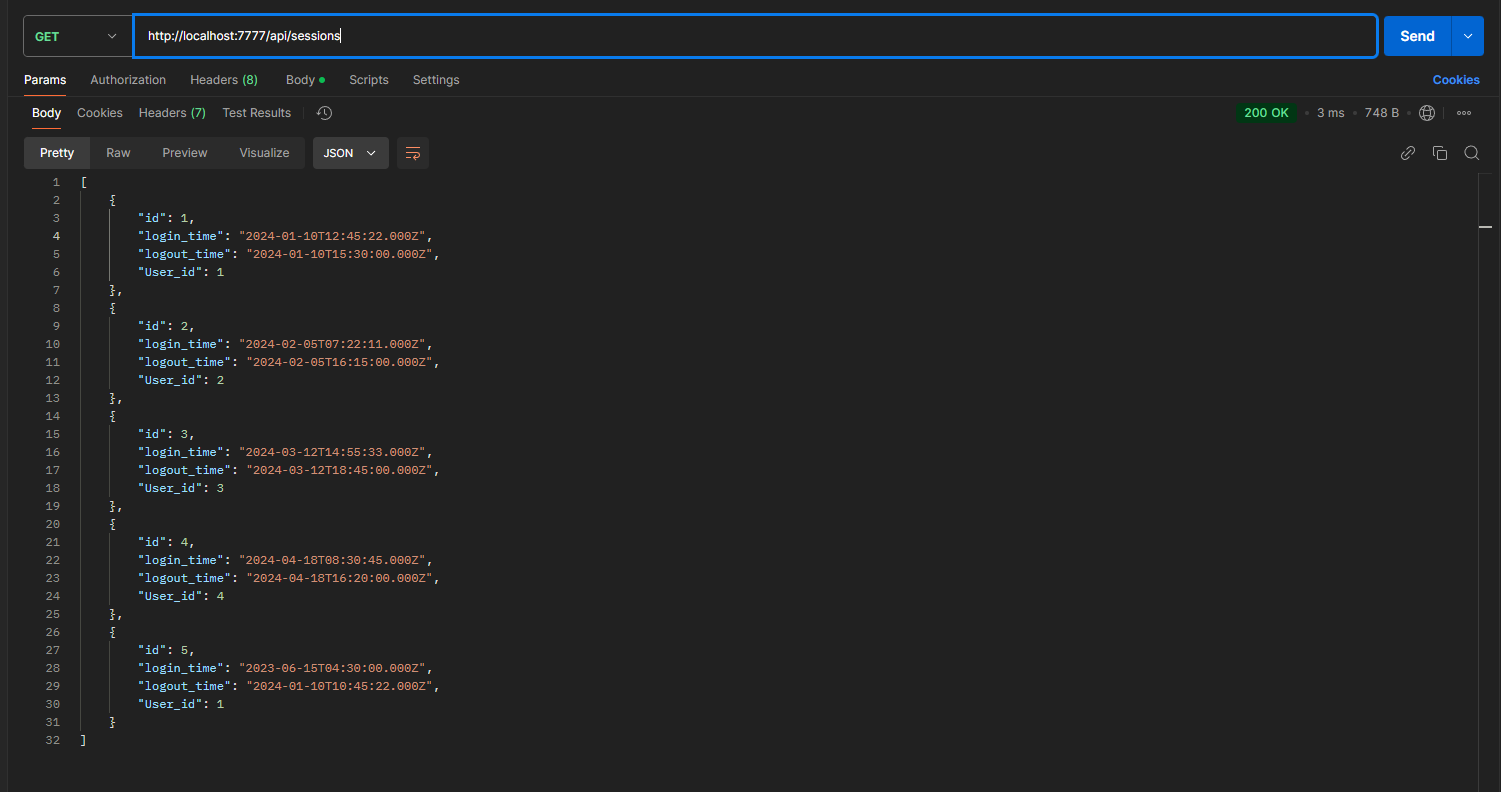 GET http://localhost:7777/api/sessions Send
Params Authorization Headers (8) Body Scripts Settings Cookies
Body Cookies Headers (7) Test Results 200 OK 3 ms 748 B
Pretty Raw Preview Visualize JSON
1 [
2 {
3 "id": 1,
4 "login_time": "2024-01-10T12:45:22.000Z",
5 "logout_time": "2024-01-10T15:30:00.000Z",
6 "User_id": 1
7 },
8 {
9 "id": 2,
10 "login_time": "2024-02-05T07:22:11.000Z",
11 "logout_time": "2024-02-05T16:15:00.000Z",
12 "User_id": 2
13 },
14 {
15 "id": 3,
16 "login_time": "2024-03-12T14:55:33.000Z",
17 "logout_time": "2024-03-12T18:45:00.000Z",
18 "User_id": 3
19 },
20 {
21 "id": 4,
22 "login_time": "2024-04-18T08:30:45.000Z",
23 "logout_time": "2024-04-18T16:20:00.000Z",
24 "User_id": 4
25 },
26 {
27 "id": 5,
28 "login_time": "2023-06-15T04:30:00.000Z",
29 "logout_time": "2024-01-10T10:45:22.000Z",
30 "User_id": 1
31 }
32 ]